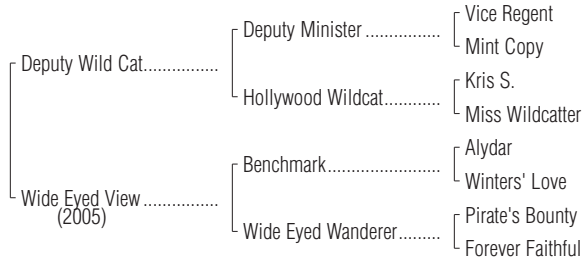 Vice Regent
Deputy Minister ..................
Mint Copy
Deputy Wild Cat................
Kris S.
Hollywood Wildcat............
Miss Wildcatter
Alydar
Benchmark........................
Winters' Love
Wide Eyed View ................
(2005)
Pirate's Bounty
Wide Eyed Wanderer.........
Forever Faithful